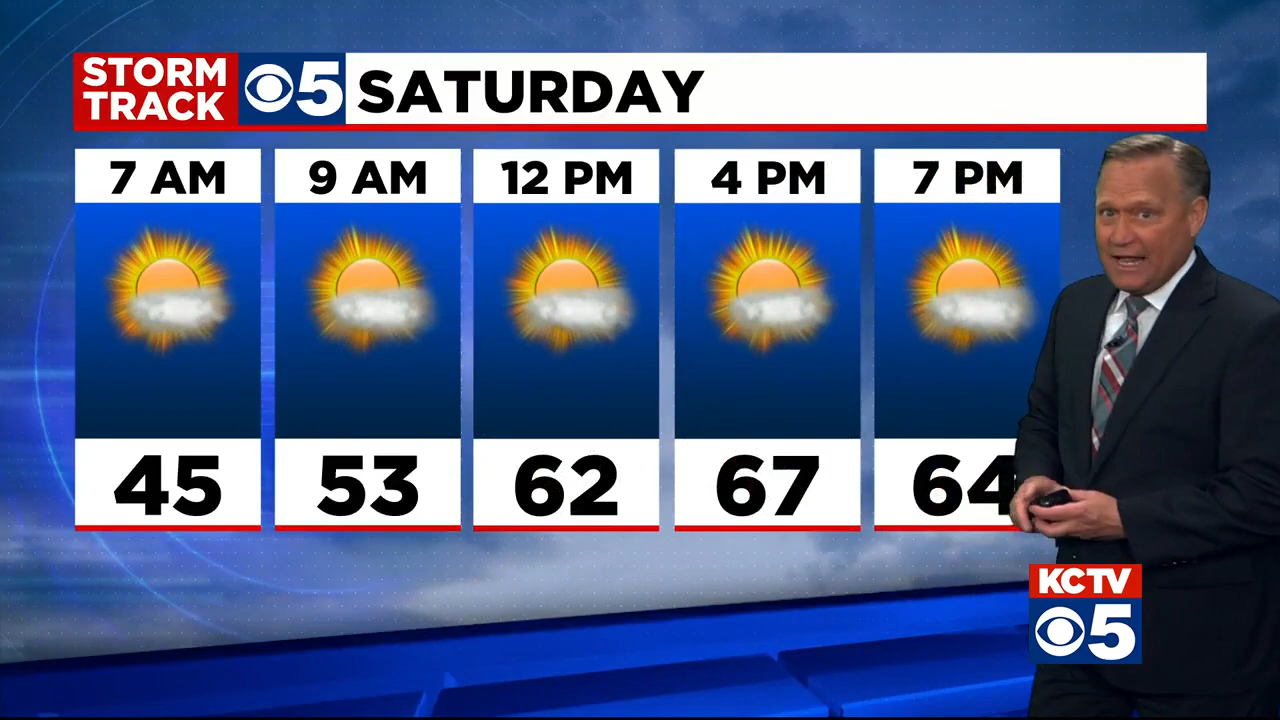 STORM
TRACK
5
SATURDAY
7 AM
9 AM
12 PM
4 PM
7 PM
45
53
62
67
64
KCTV
5